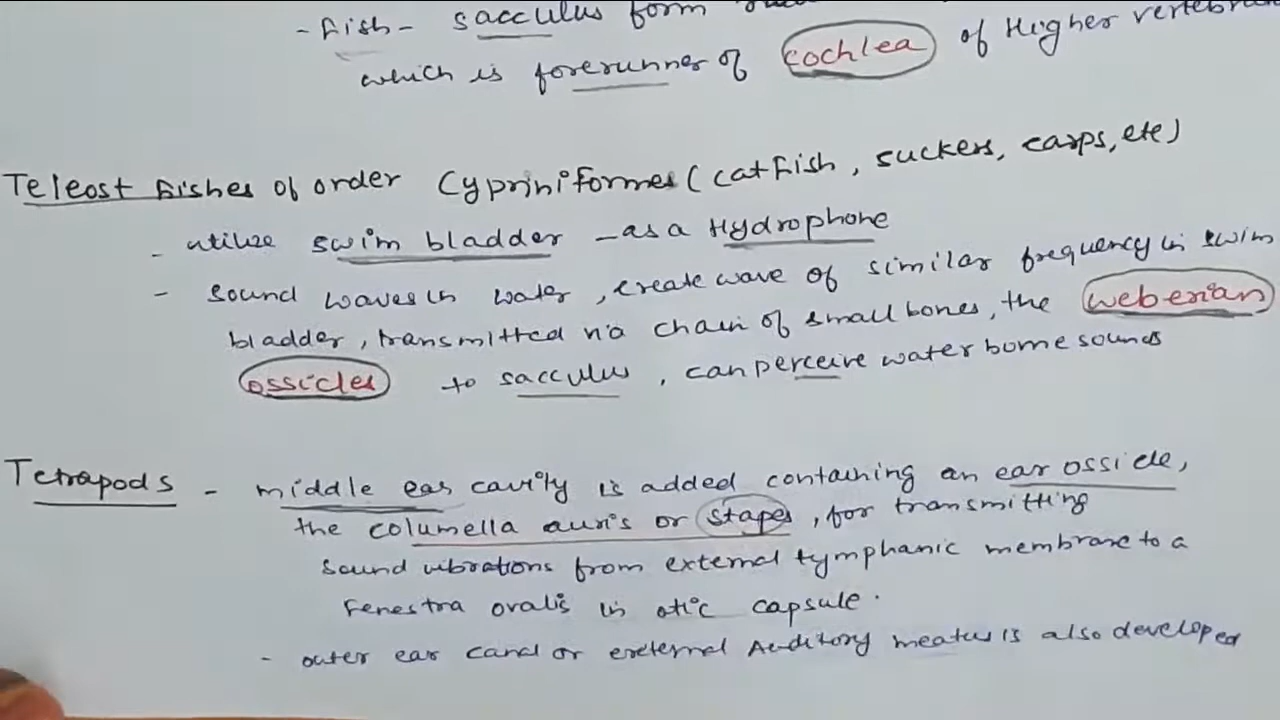 - Fish - sacculus form
which is forerunner of cochlea of Higher
Teleost fishes of order Cypriniformes (catfish, suckers, carps, etc)
- utilize swim bladder - as a Hydrophone
- sound waves in water, create wave of similar frequency in swim
bladder, transmitted via chain of small bones, the weberian
ossicles to sacculus, can perceive water borne sounds
Tetrapods - middle ear cavity is added containing an ear ossicle,
the columella auris or stapes, for transmitting
sound vibrations from external tymphanic membrane to a
Fenestra ovalis in otic capsule.
- outer ear canal or external Auditory meatus is also developed